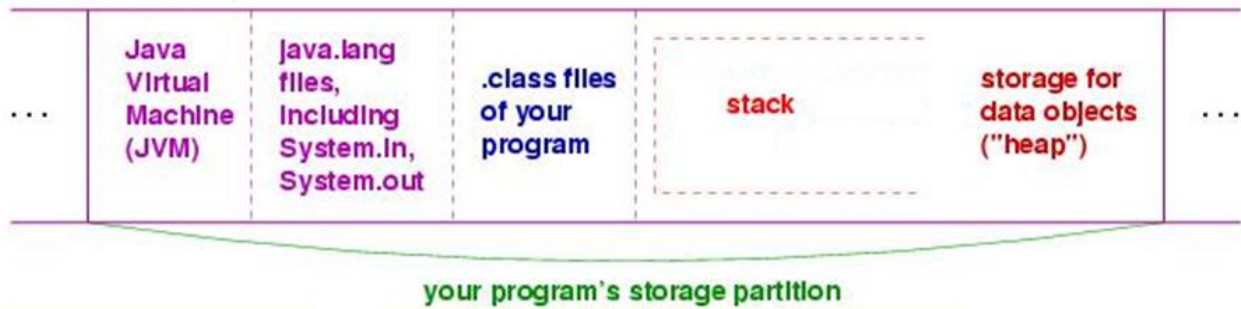 ...
Java
Virtual
Machine
(JVM)
java.lang
files,
including
System.in,
System.out
.class files
of your
program
stack
storage for
data objects
("heap")
...
your program's storage partition